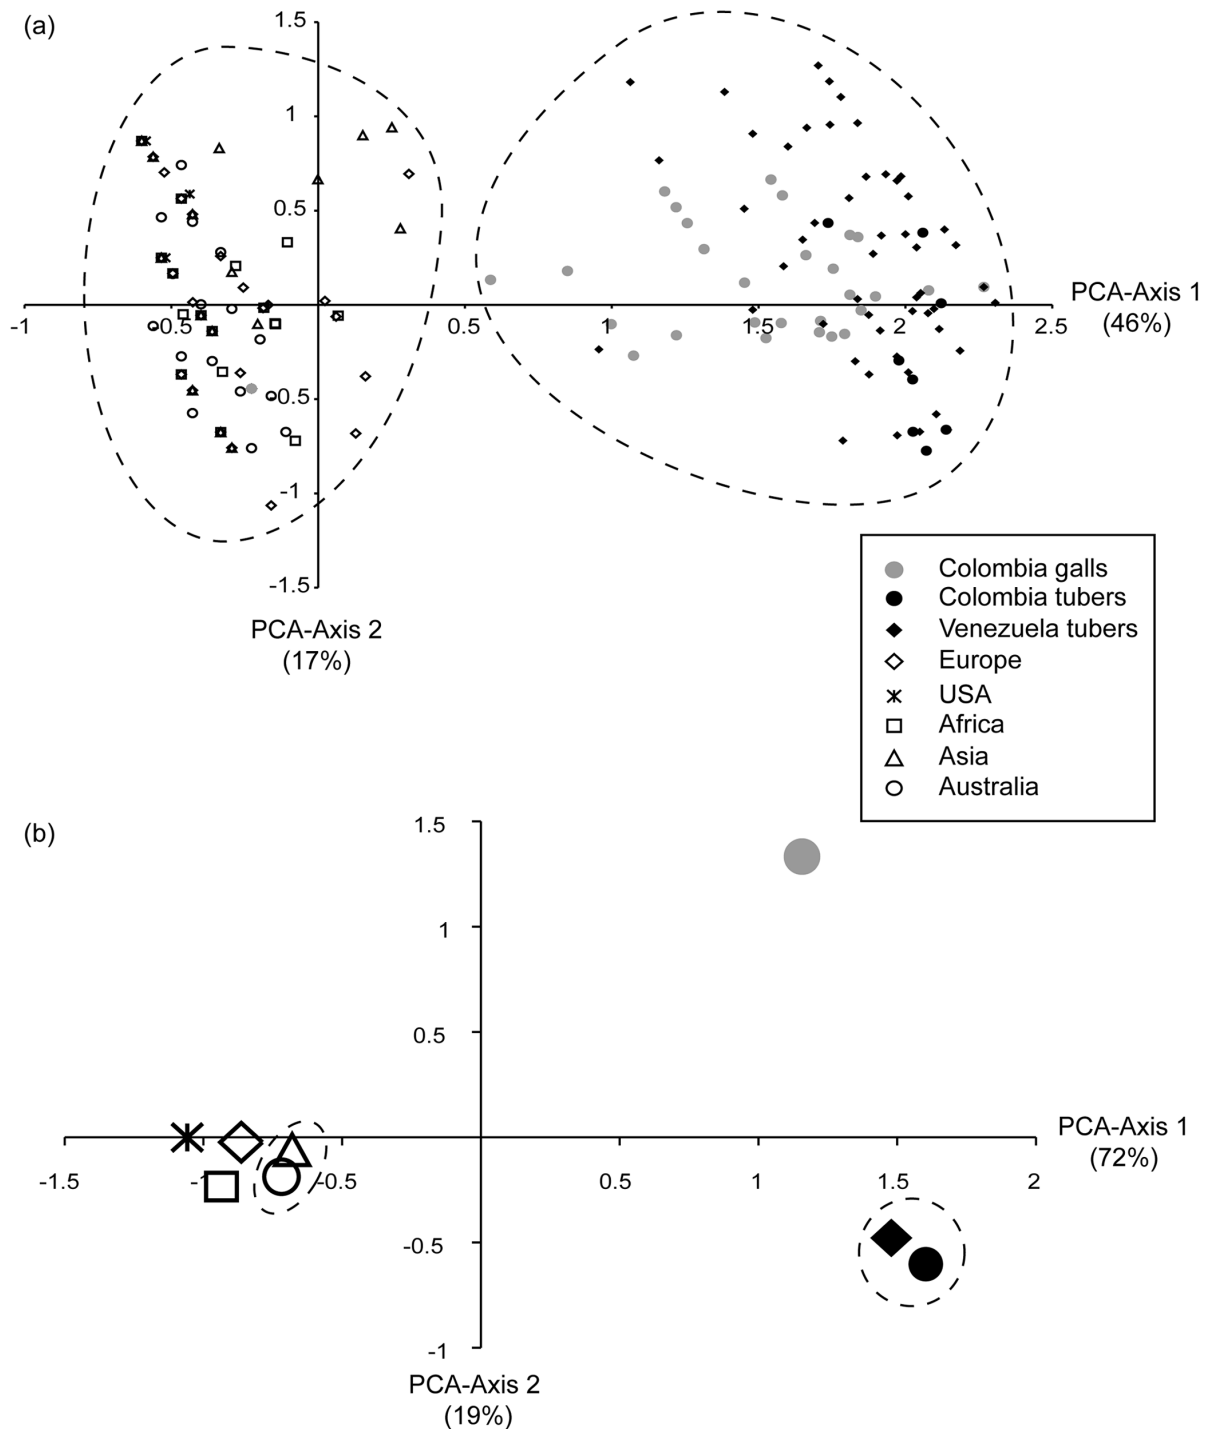 (a)
1.5
1
0.5
-1
-0.5
0.5
1
1.5
2
2.5
PCA-Axis 1
(46%)
-0.5
-1
-1.5
PCA-Axis 2
(17%)
Colombia galls
Colombia tubers
Venezuela tubers
Europe
USA
Africa
Asia
Australia
(b)
1.5
1
0.5
PCA-Axis 1
(72%)
-1.5
-1
-0.5
0.5
1
1.5
2
-0.5
-1
PCA-Axis 2
(19%)